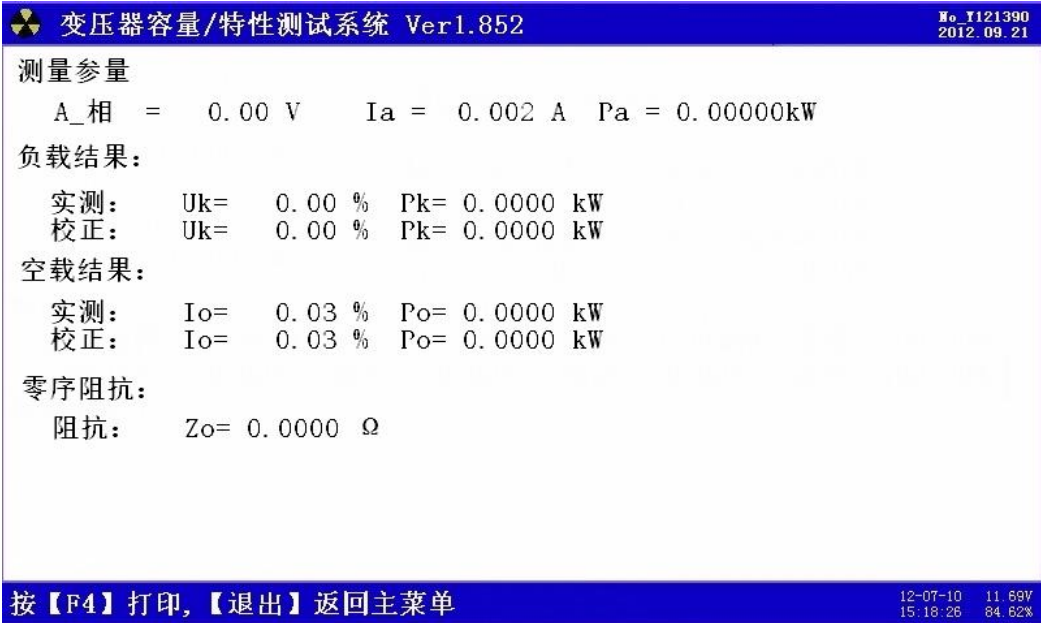 变压器容量/特性测试系统 Ver1.852
No_Y121390
2012.09.21
测量参量
A_相 = 0.00 V Ia = 0.002 A Pa = 0.00000kW
负载结果:
实测: Uk= 0.00 % Pk= 0.0000 kW
校正: Uk= 0.00 % Pk= 0.0000 kW
空载结果:
实测: Io= 0.03 % Po= 0.0000 kW
校正: Io= 0.03 % Po= 0.0000 kW
零序阻抗:
阻抗: Zo= 0.0000 Ω
按【F4】打印,【退出】返回主菜单
12-07-10 11.69V
15:18:26 84.62%